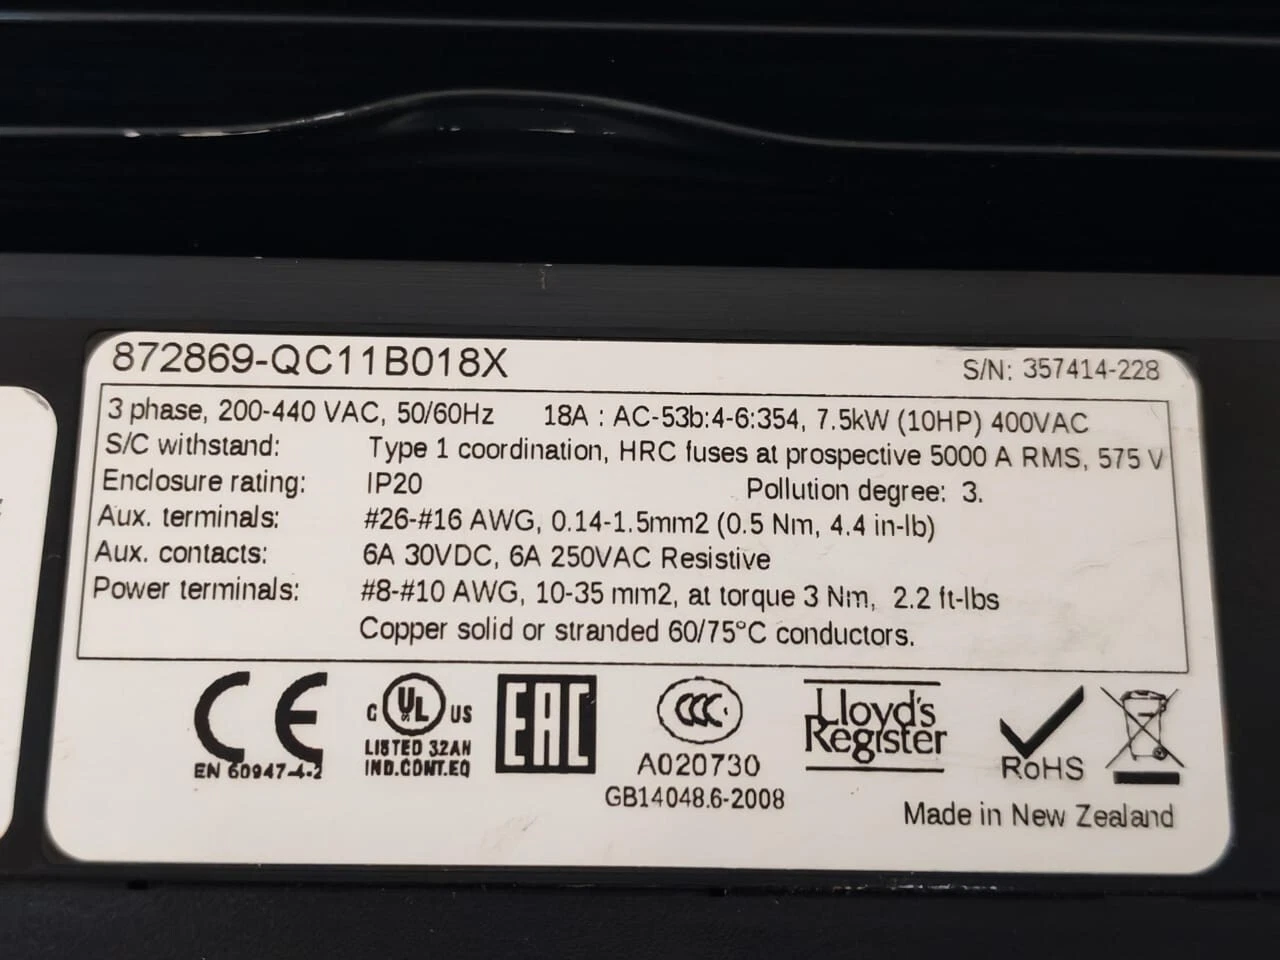 872869-QC11B018X
S/N: 357414-228
3 phase, 200-440 VAC, 50/60Hz 18A : AC-53b:4-6:354, 7.5kW (10HP) 400VAC
S/C withstand: Type 1 coordination, HRC fuses at prospective 5000 A RMS, 575 V
Enclosure rating: IP20 Pollution degree: 3.
Aux. terminals: #26-#16 AWG, 0.14-1.5mm2 (0.5 Nm, 4.4 in-lb)
Aux. contacts: 6A 30VDC, 6A 250VAC Resistive
Power terminals: #8-#10 AWG, 10-35 mm2, at torque 3 Nm, 2.2 ft-lbs
Copper solid or stranded 60/75°C conductors.
CE
EN 60947-4-2
C UL US
LISTED 32AN
IND.CONT.EQ
EAC
CCC
A020730
GB14048.6-2008
Lloyd's
Register
RoHS
Made in New Zealand